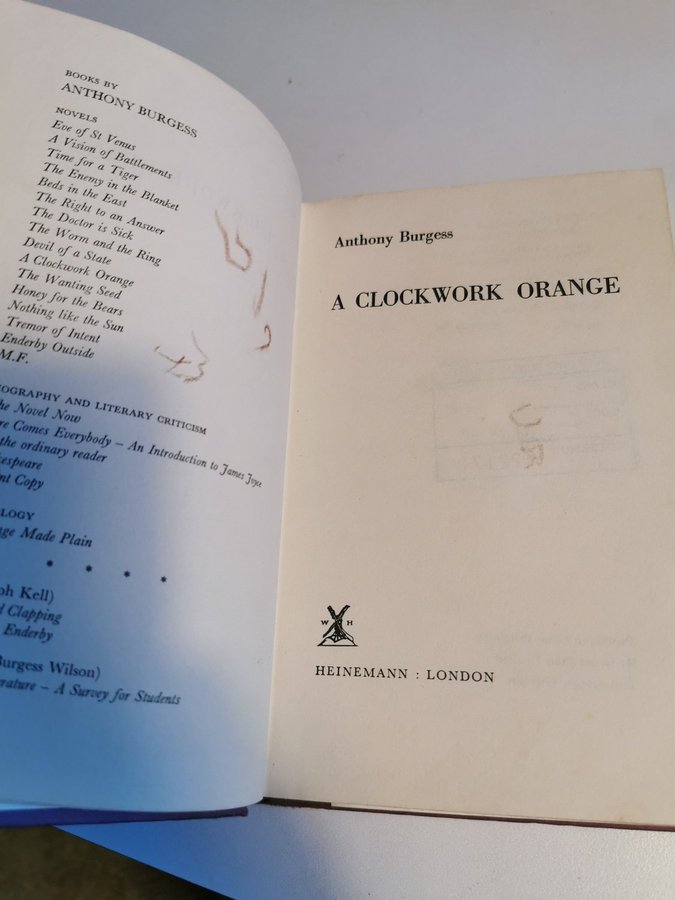 BOOKS BY
ANTHONY BURGESS
NOVELS
Eve of St Venus
A Vision of Battlements
Time for a Tiger
The Enemy in the Blanket
Beds in the East
The Right to an Answer
The Doctor is Sick
The Worm and the Ring
Devil of a State
A Clockwork Orange
The Wanting Seed
Honey for the Bears
Nothing like the Sun
Tremor of Intent
Enderby Outside
M.F.
AND LITERARY CRITICISM
Novel Now
Comes Everybody – An Introduction to James Joyce
the ordinary reader
Copy
Made Plain
* * * *
Kell)
Clapping
Enderby
Burgess Wilson)
– A Survey for Students
Anthony Burgess
A CLOCKWORK ORANGE
W H
HEINEMANN : LONDON